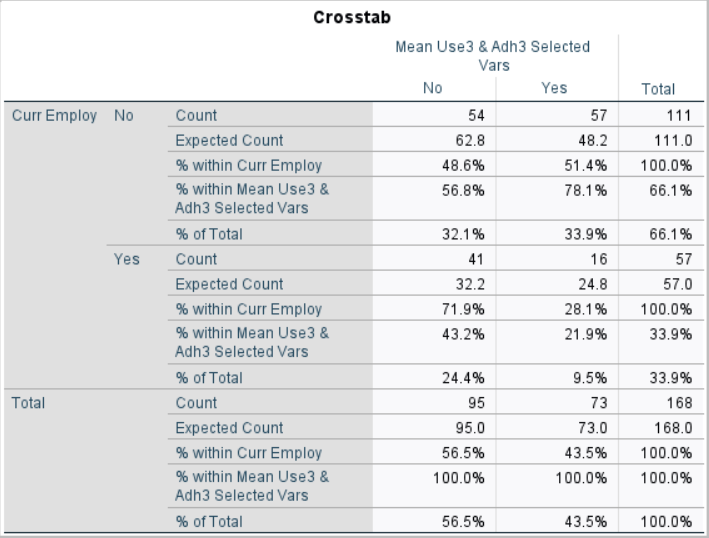 Crosstab
Mean Use3 & Adh3 Selected
Vars
No Yes Total
Curr Employ No Count 54 57 111
Expected Count 62.8 48.2 111.0
% within Curr Employ 48.6% 51.4% 100.0%
% within Mean Use3 &
Adh3 Selected Vars 56.8% 78.1% 66.1%
% of Total 32.1% 33.9% 66.1%
Yes Count 41 16 57
Expected Count 32.2 24.8 57.0
% within Curr Employ 71.9% 28.1% 100.0%
% within Mean Use3 &
Adh3 Selected Vars 43.2% 21.9% 33.9%
% of Total 24.4% 9.5% 33.9%
Total Count 95 73 168
Expected Count 95.0 73.0 168.0
% within Curr Employ 56.5% 43.5% 100.0%
% within Mean Use3 &
Adh3 Selected Vars 100.0% 100.0% 100.0%
% of Total 56.5% 43.5% 100.0%